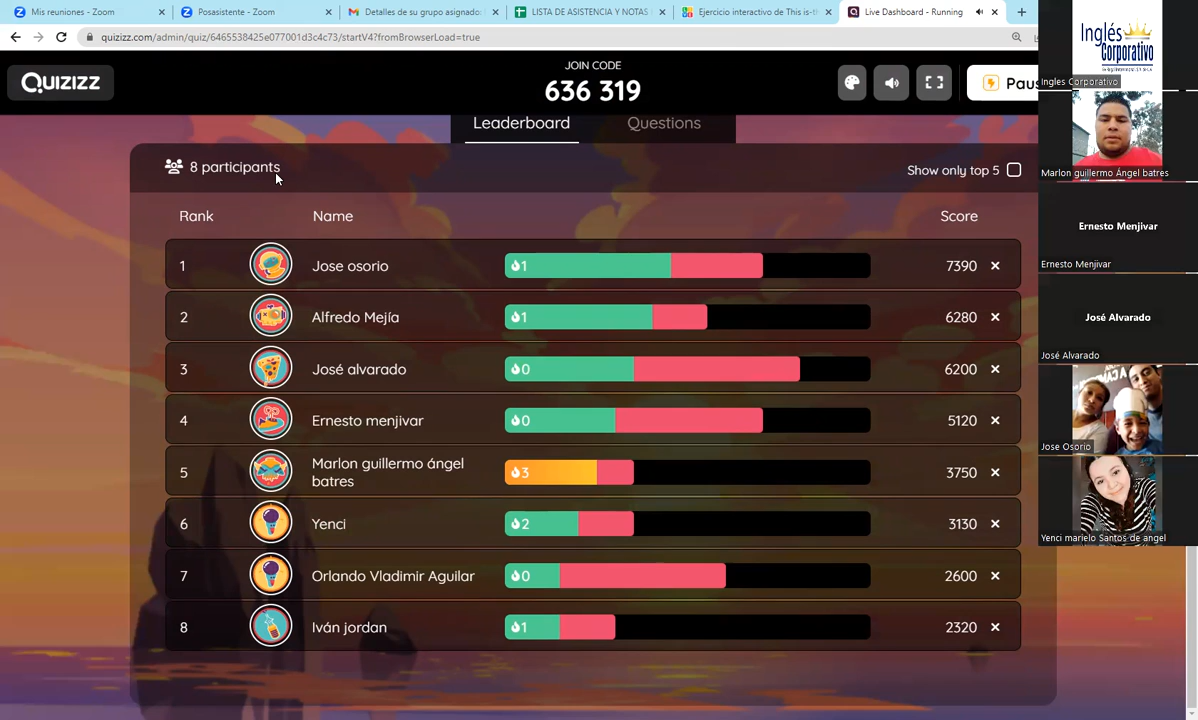 Mis reuniones - Zoom
Posasistente - Zoom
Detalles de su grupo asignado:
LISTA DE ASISTENCIA Y NOTAS
Ejercicio interactivo de This is-t
Live Dashboard - Running
quizizz.com/admin/quiz/6465538425e077001d3c4c73/startV4?fromBrowserLoad=true
QUIZIZZ
JOIN CODE
636 319
Paus
Leaderboard
Questions
8 participants
Show only top 5
Rank Name Score
1 Jose osorio 1 7390
2 Alfredo Mejía 1 6280
3 José alvarado 0 6200
4 Ernesto menjivar 0 5120
5 Marlon guillermo ángel
batres 3 3750
6 Yenci 2 3130
7 Orlando Vladimir Aguilar 0 2600
8 Iván jordan 1 2320
Inglés
Corporativo
Ingles Corporativo
Marlon guillermo Ángel batres
Ernesto Menjivar
Ernesto Menjivar
José Alvarado
José Alvarado
Jose Osorio
Yenci marielo Santos de angel